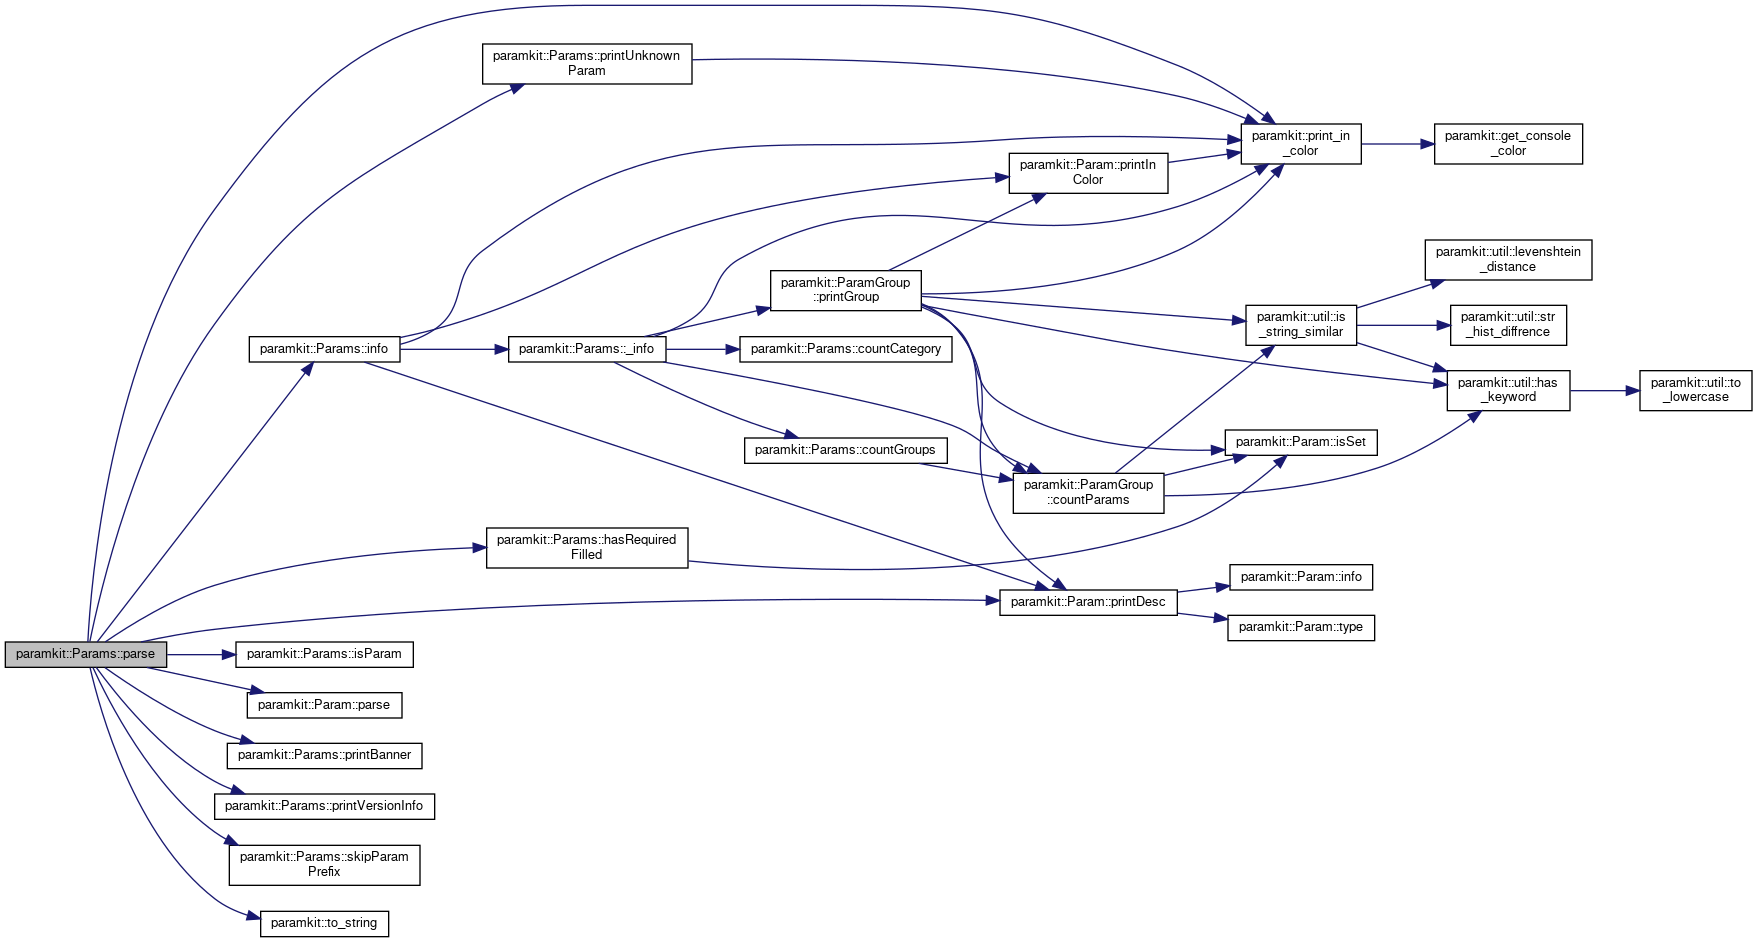 paramkit::Params::printUnknown
Param
paramkit::print_in
_color
paramkit::get_console
_color
paramkit::Param::printIn
Color
paramkit::util::levenshtein
_distance
paramkit::ParamGroup
::printGroup
paramkit::util::is
_string_similar
paramkit::util::str
_hist_diffrence
paramkit::Params::info
paramkit::Params::_info
paramkit::Params::countCategory
paramkit::util::has
_keyword
paramkit::util::to
_lowercase
paramkit::Params::countGroups
paramkit::Param::isSet
paramkit::ParamGroup
::countParams
paramkit::Params::hasRequired
Filled
paramkit::Param::info
paramkit::Param::printDesc
paramkit::Param::type
paramkit::Params::parse
paramkit::Params::isParam
paramkit::Param::parse
paramkit::Params::printBanner
paramkit::Params::printVersionInfo
paramkit::Params::skipParam
Prefix
paramkit::to_string